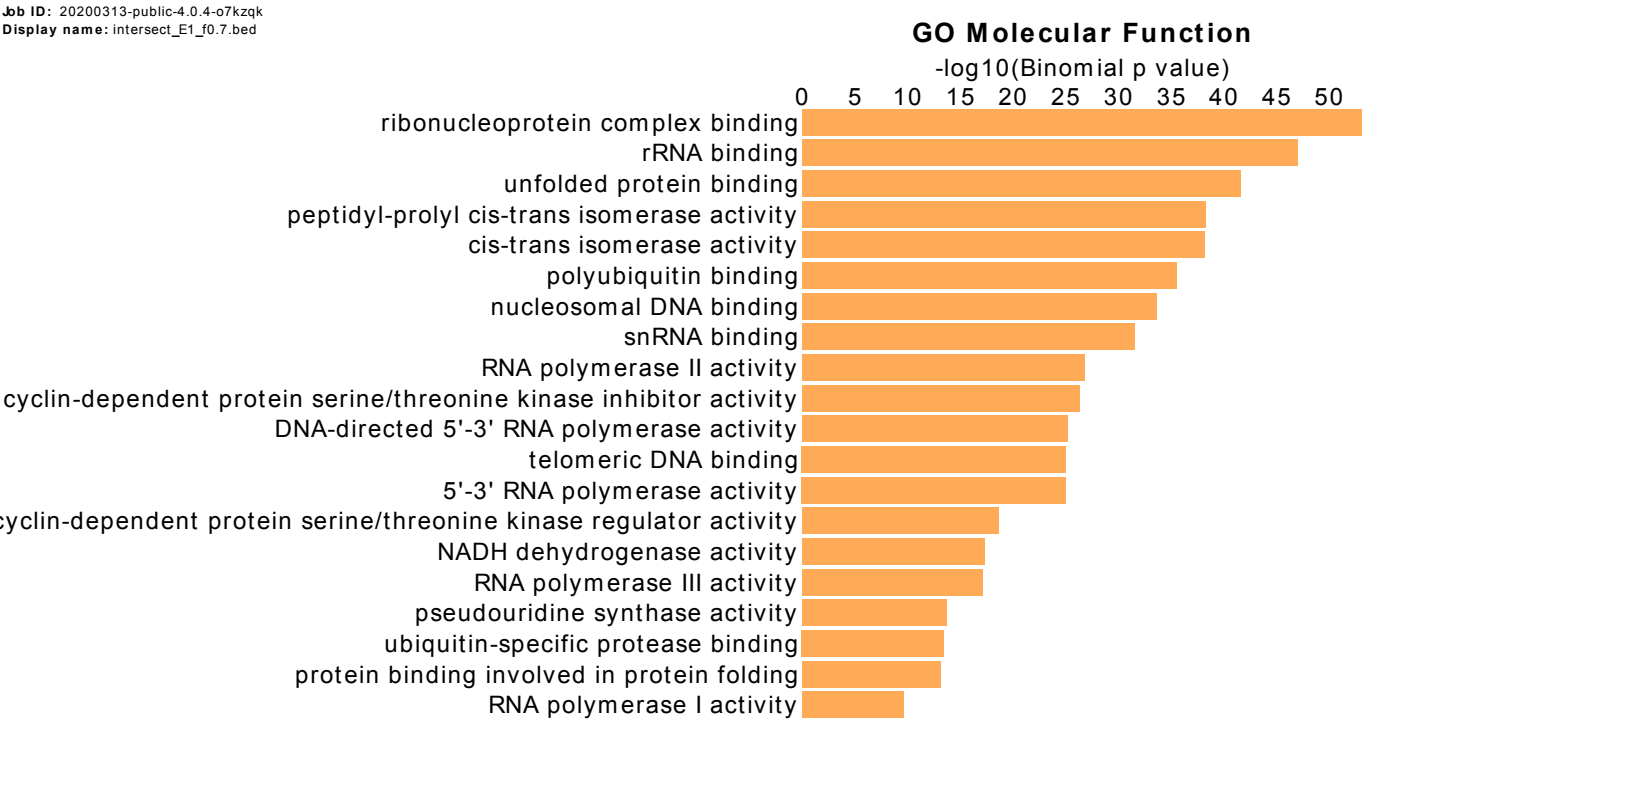 Job ID: 20200313-public-4.0.4-o7kzqk
Display name: intersect_E1_f0.7.bed
GO Molecular Function
-log10(Binomial p value)
0 5 10 15 20 25 30 35 40 45 50
ribonucleoprotein complex binding
rRNA binding
unfolded protein binding
peptidyl-prolyl cis-trans isomerase activity
cis-trans isomerase activity
polyubiquitin binding
nucleosomal DNA binding
snRNA binding
RNA polymerase II activity
cyclin-dependent protein serine/threonine kinase inhibitor activity
DNA-directed 5'-3' RNA polymerase activity
telomeric DNA binding
5'-3' RNA polymerase activity
cyclin-dependent protein serine/threonine kinase regulator activity
NADH dehydrogenase activity
RNA polymerase III activity
pseudouridine synthase activity
ubiquitin-specific protease binding
protein binding involved in protein folding
RNA polymerase I activity